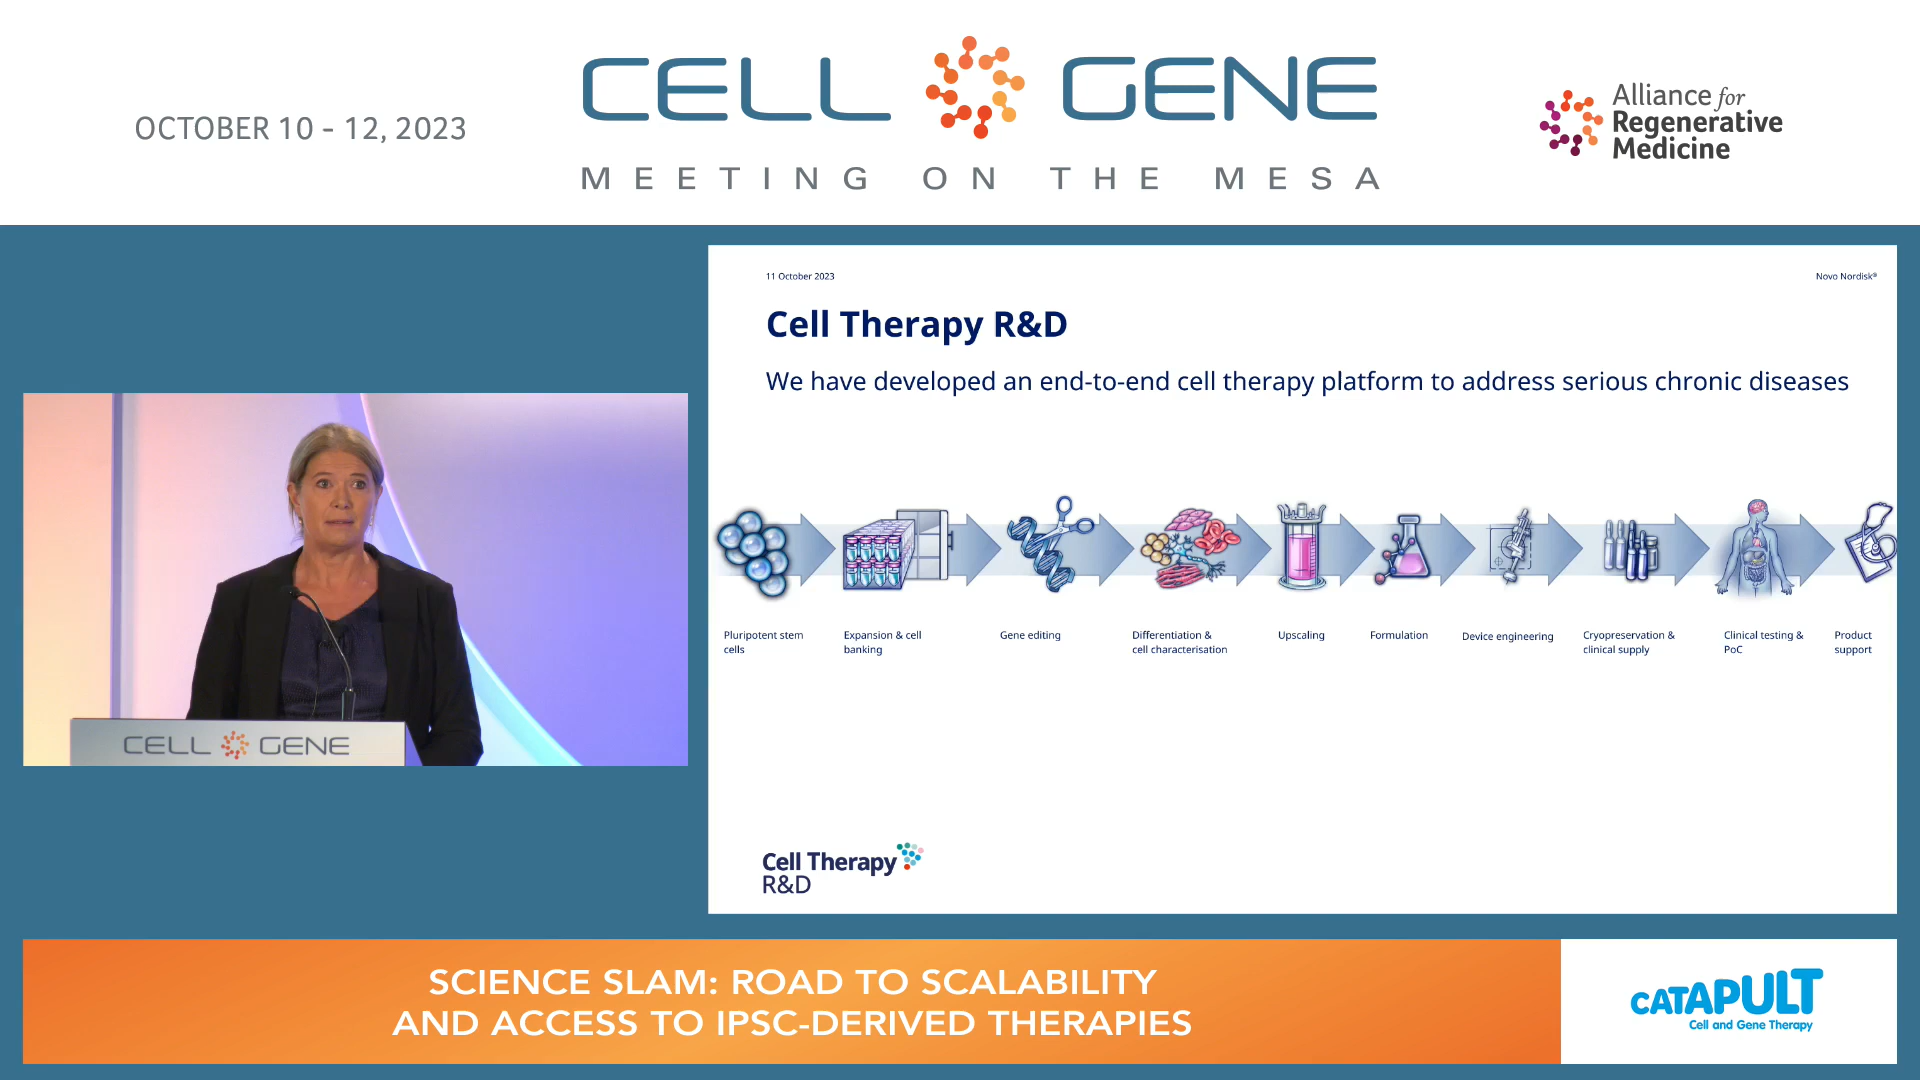 OCTOBER 10 - 12, 2023
CELL GENE
MEETING ON THE MESA
Alliance for
Regenerative
Medicine
11 October 2023
Novo Nordisk®
Cell Therapy R&D
We have developed an end-to-end cell therapy platform to address serious chronic diseases
Pluripotent stem
cells
Expansion & cell
banking
Gene editing
Differentiation &
cell characterisation
Upscaling
Formulation
Device engineering
Cryopreservation &
clinical supply
Clinical testing &
PoC
Product
support
Cell Therapy
R&D
CELL GENE
SCIENCE SLAM: ROAD TO SCALABILITY
AND ACCESS TO IPSC-DERIVED THERAPIES
CATAPULT
Cell and Gene Therapy